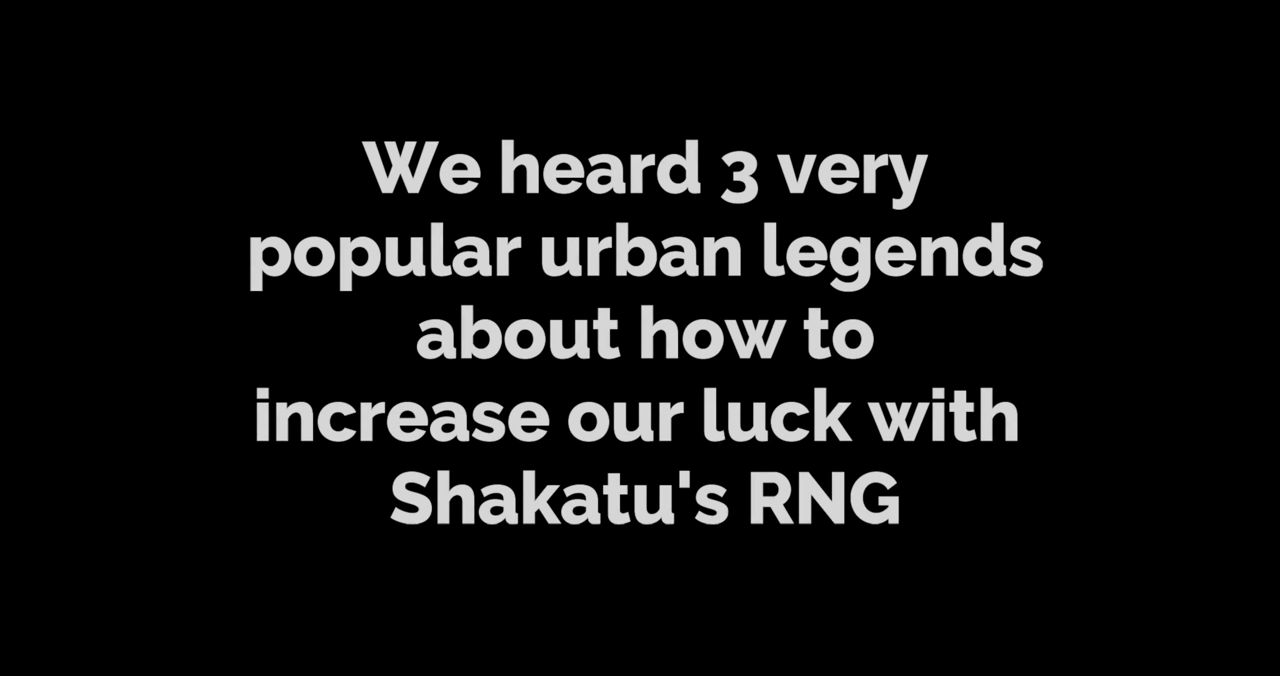 We heard 3 very
popular urban legends
about how to
increase our luck with
Shakatu's RNG